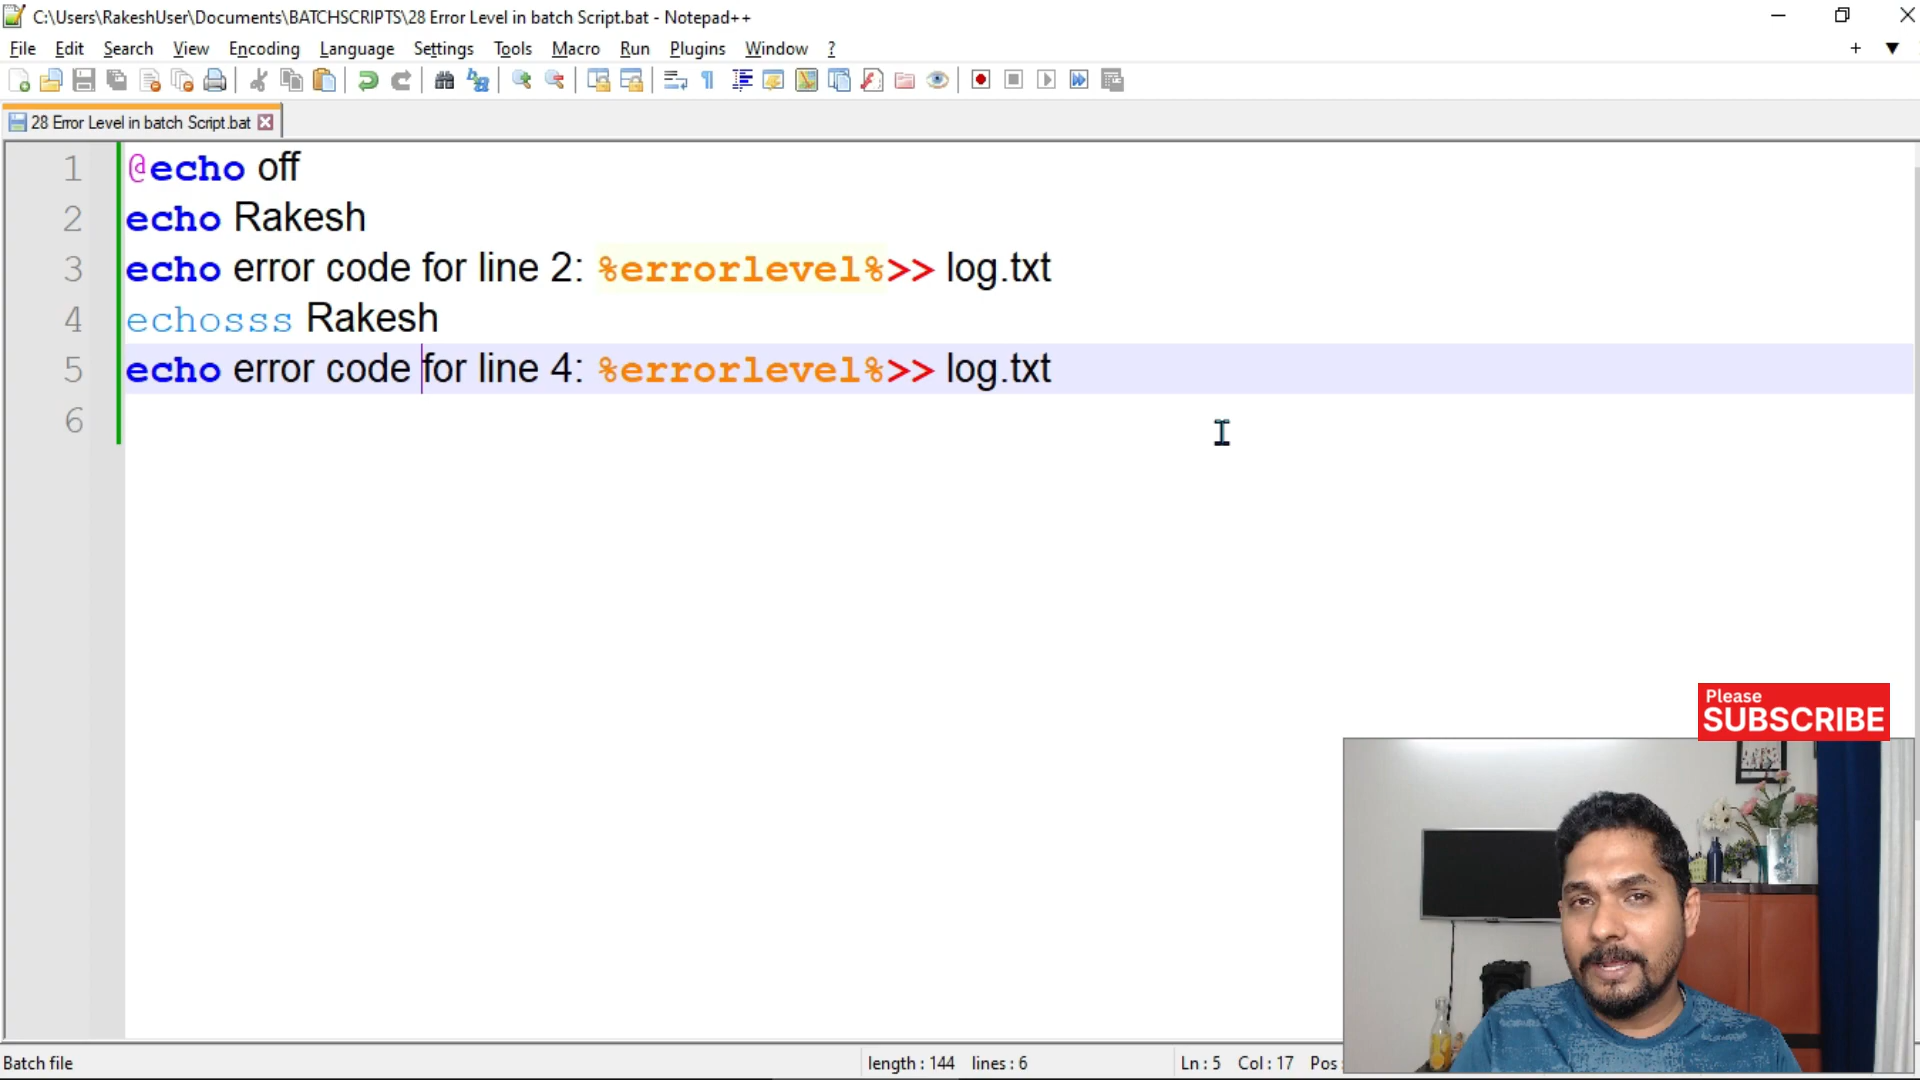 C:\Users\RakeshUser\Documents\BATCHSCRIPTS\28 Error Level in batch Script.bat - Notepad++
File Edit Search View Encoding Language Settings Tools Macro Run Plugins Window ?
28 Error Level in batch Script.bat
1 @echo off
2 echo Rakesh
3 echo error code for line 2: %errorlevel%>> log.txt
4 echosss Rakesh
5 echo error code for line 4: %errorlevel%>> log.txt
6
Please
SUBSCRIBE
Batch file length : 144 lines : 6 Ln : 5 Col : 17 Pos :